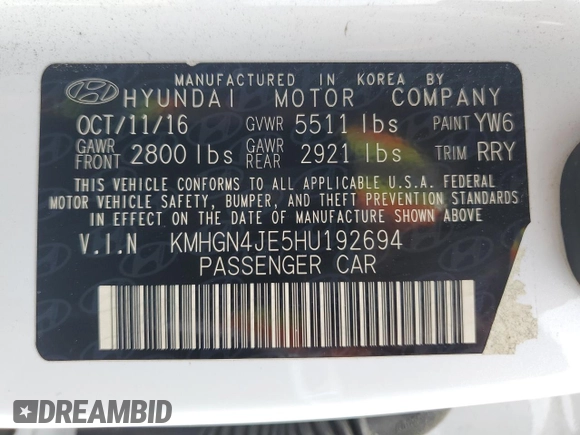 MANUFACTURED IN KOREA BY
HYUNDAI MOTOR COMPANY
OCT/11/16 GVWR 5511 lbs PAINT YW6
GAWR FRONT 2800 lbs GAWR REAR 2921 lbs TRIM RRY
THIS VEHICLE CONFORMS TO ALL APPLICABLE U.S.A. FEDERAL
MOTOR VEHICLE SAFETY, BUMPER, AND THEFT PREVENTION STANDARDS
IN EFFECT ON THE DATE OF MANUFACTURE SHOWN ABOVE.
V.I.N KMHGN4JE5HU192694
PASSENGER CAR
DREAMBID